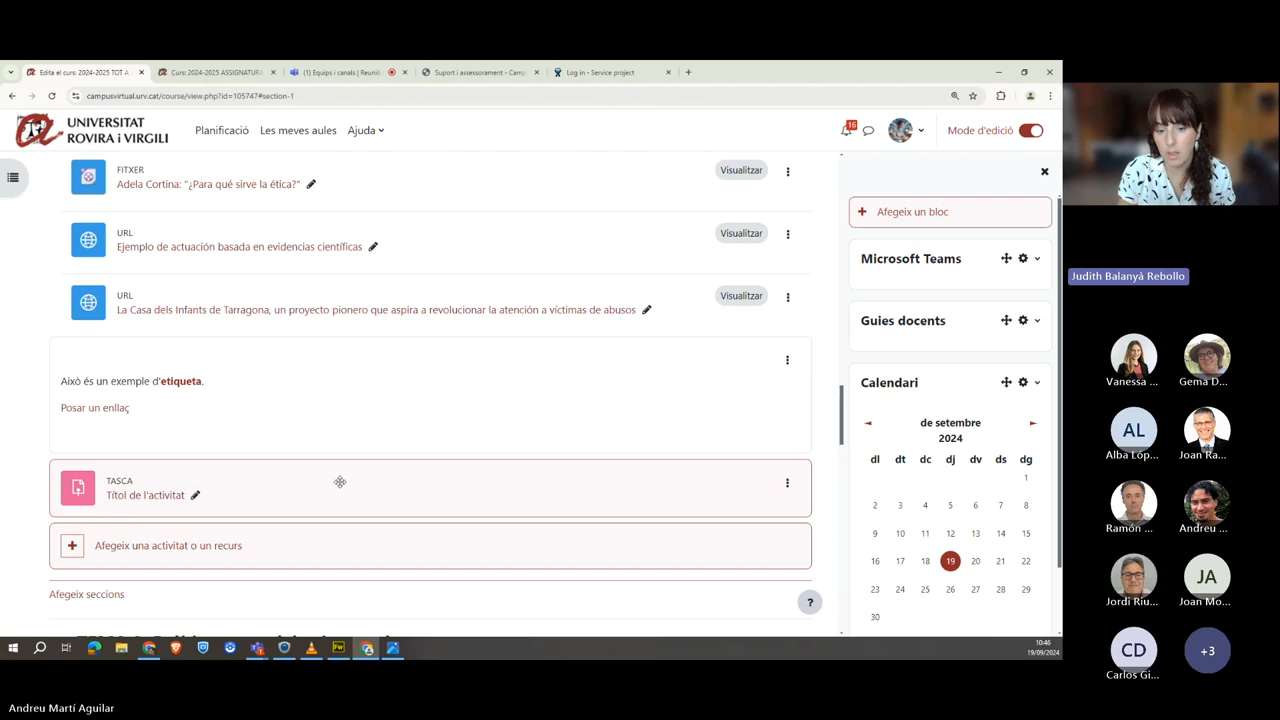 Edita el curs: 2024-2025 TOT A
Curs: 2024-2025 ASSIGNATURA
(1) Equips i canals | Reunió
Suport i assessorament - Camp
Log in - Service project
campusvirtual.urv.cat/course/view.php?id=105747#section-1
UNIVERSITAT
ROVIRA i VIRGILI
Planificació
Les meves aules
Ajuda
16
Mode d'edició
FITXER
Adela Cortina: "¿Para qué sirve la ética?"
Visualitzar
URL
Ejemplo de actuación basada en evidencias científicas
Visualitzar
URL
La Casa dels Infants de Tarragona, un proyecto pionero que aspira a revolucionar la atención a víctimas de abusos
Visualitzar
Això és un exemple d'etiqueta.
Posar un enllaç
TASCA
Títol de l'activitat
Afegeix una activitat o un recurs
Afegeix seccions
?
Afegeix un bloc
Microsoft Teams
Guies docents
Calendari
de setembre
2024
dl dt dc dj dv ds dg
1
2 3 4 5 6 7 8
9 10 11 12 13 14 15
16 17 18 19 20 21 22
23 24 25 26 27 28 29
30
Fw
10:46
19/09/2024
Judith Balanyà Rebollo
Vanessa ...
Gema D...
AL
Alba Lóp...
Joan Ra...
Ramón ...
Andreu ...
Jordi Riu...
JA
Joan Mo...
CD
Carlos Gi...
+3
Andreu Martí Aguilar